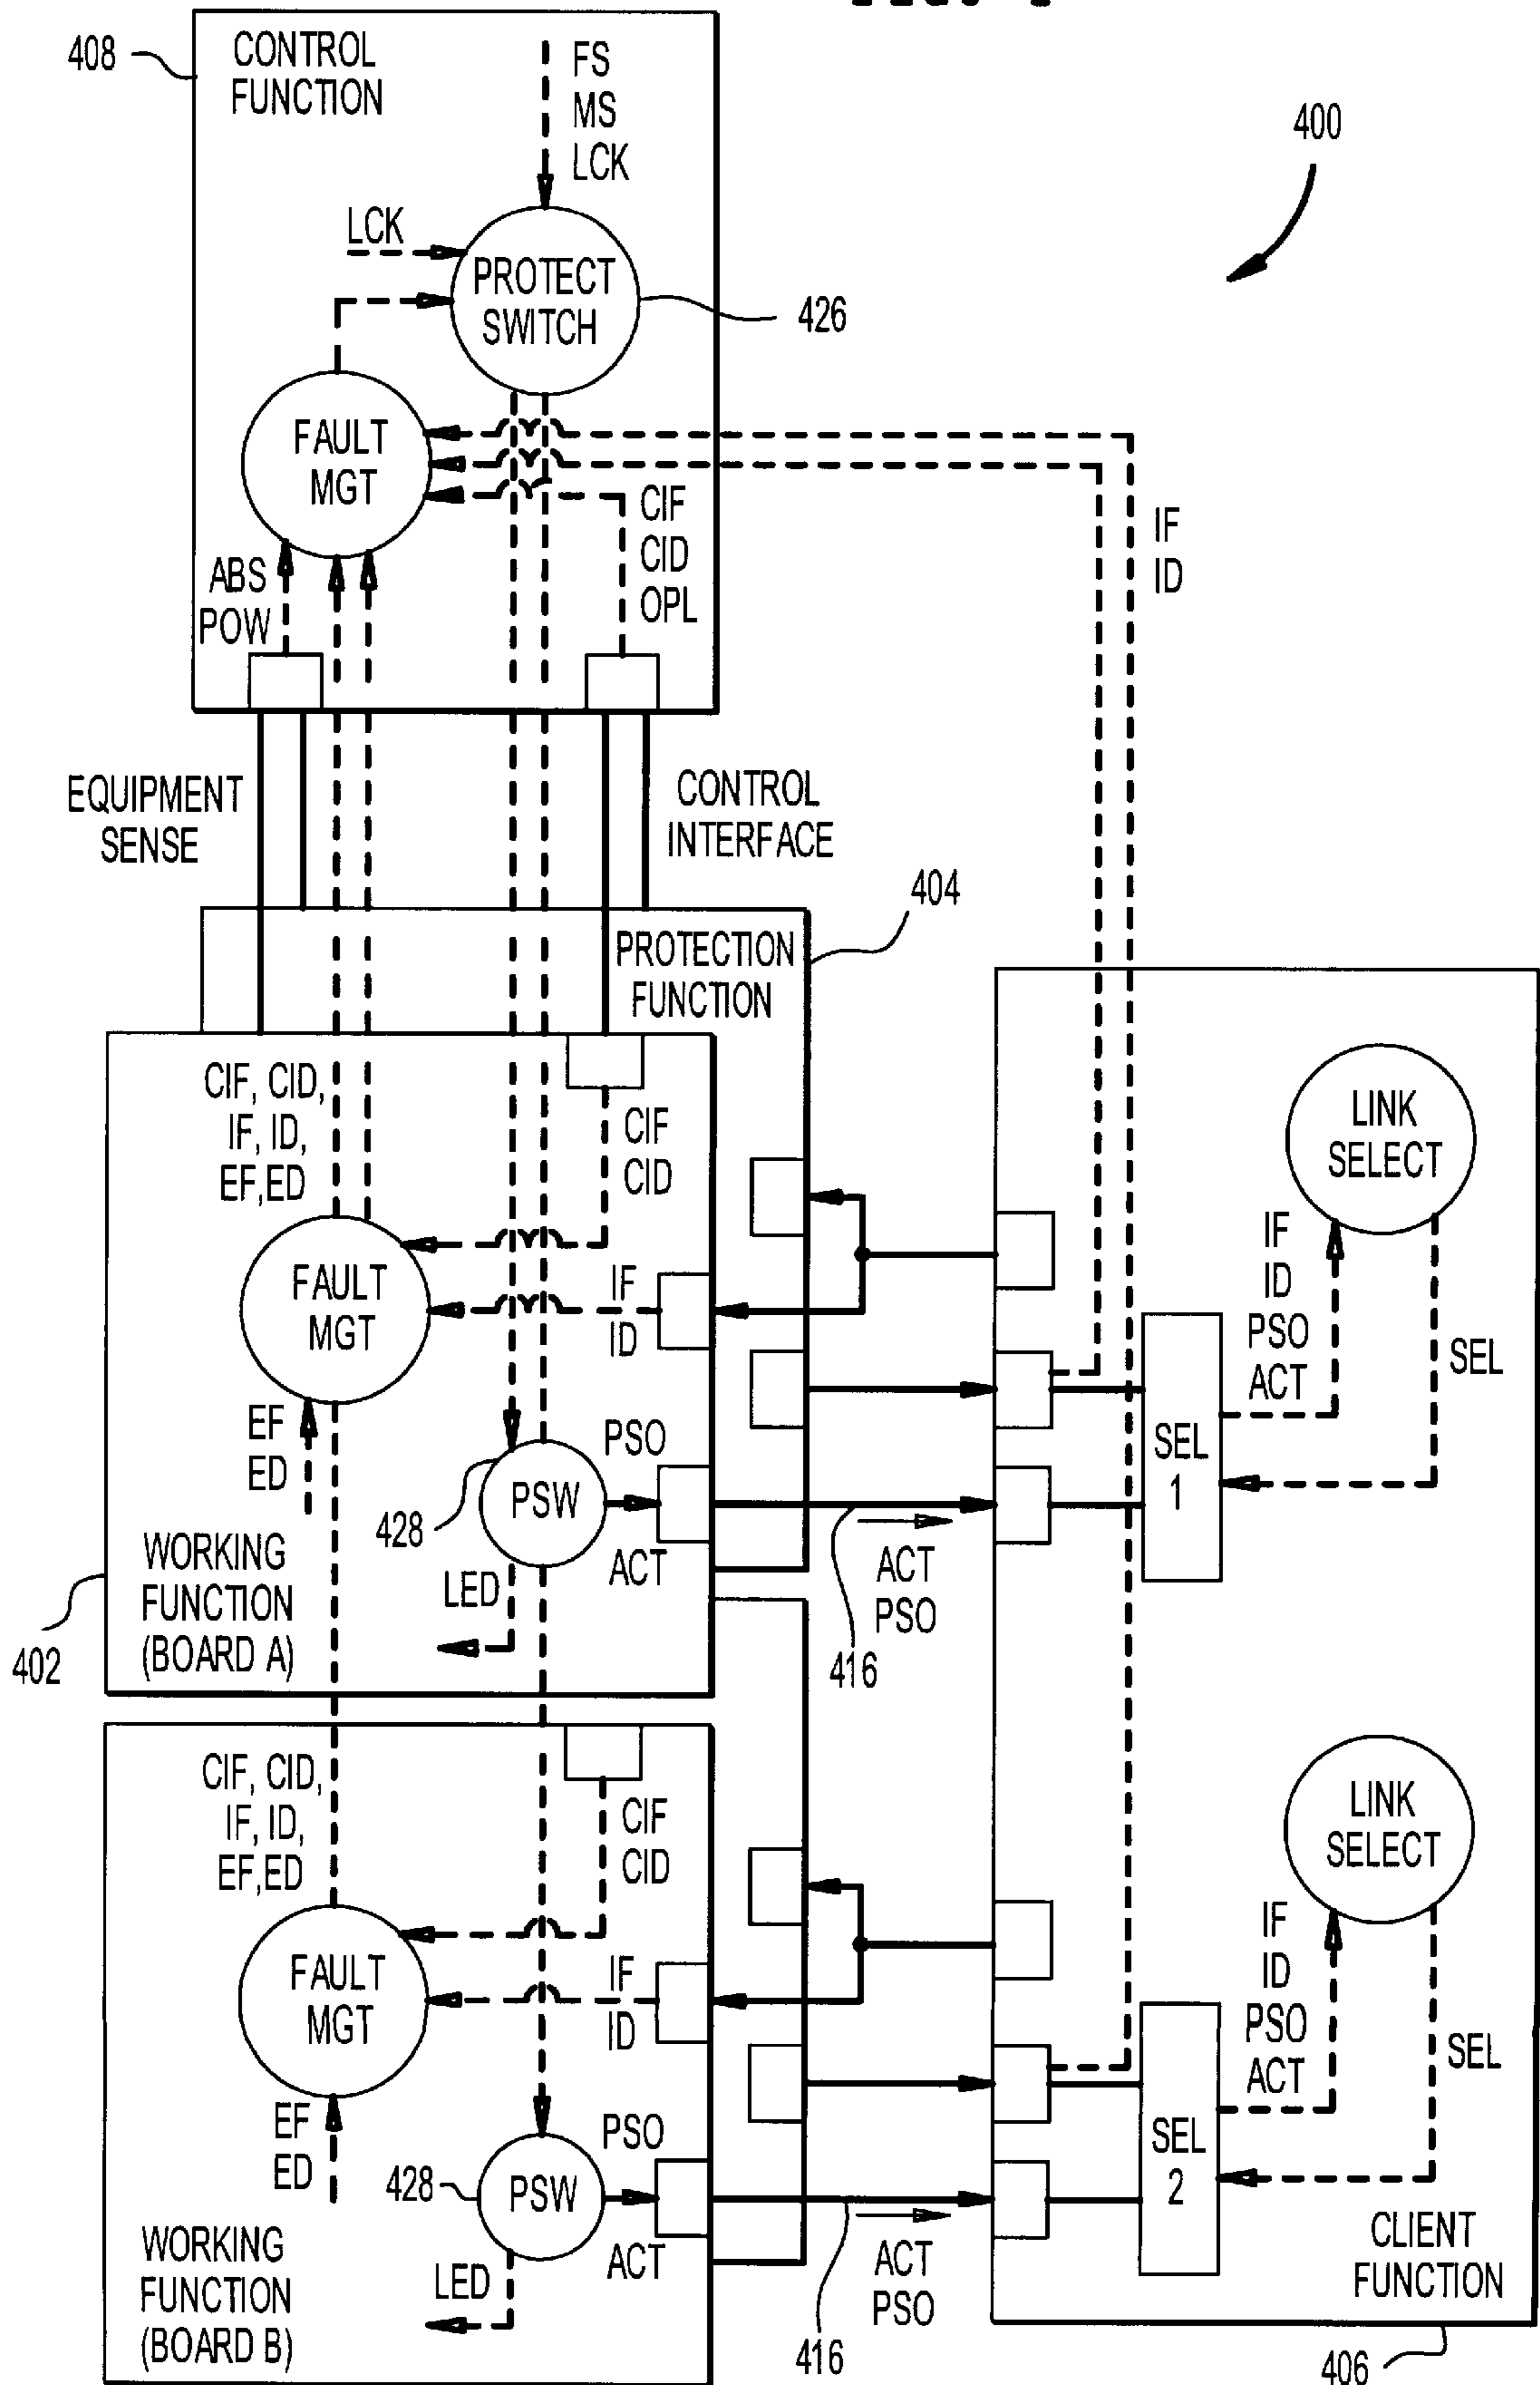 408
CONTROL
FUNCTION
FS
MS
LCK
400
LCK
PROTECT
SWITCH
426
FAULT
MGT
ABS
POW
CIF
CID
OPL
IF
ID
EQUIPMENT
SENSE
CONTROL
INTERFACE
404
PROTECTION
FUNCTION
CIF, CID,
IF, ID,
EF,ED
CIF
CID
LINK
SELECT
FAULT
MGT
IF
ID
IF
ID
PSO
ACT
SEL
EF
ED
428
PSW
PSO
ACT
SEL
1
WORKING
FUNCTION
(BOARD A)
LED
ACT
PSO
402
416
CIF, CID,
IF, ID,
EF,ED
CIF
CID
LINK
SELECT
FAULT
MGT
IF
ID
IF
ID
PSO
ACT
SEL
EF
ED
428
PSW
PSO
ACT
SEL
2
WORKING
FUNCTION
(BOARD B)
LED
ACT
PSO
CLIENT
FUNCTION
416
406